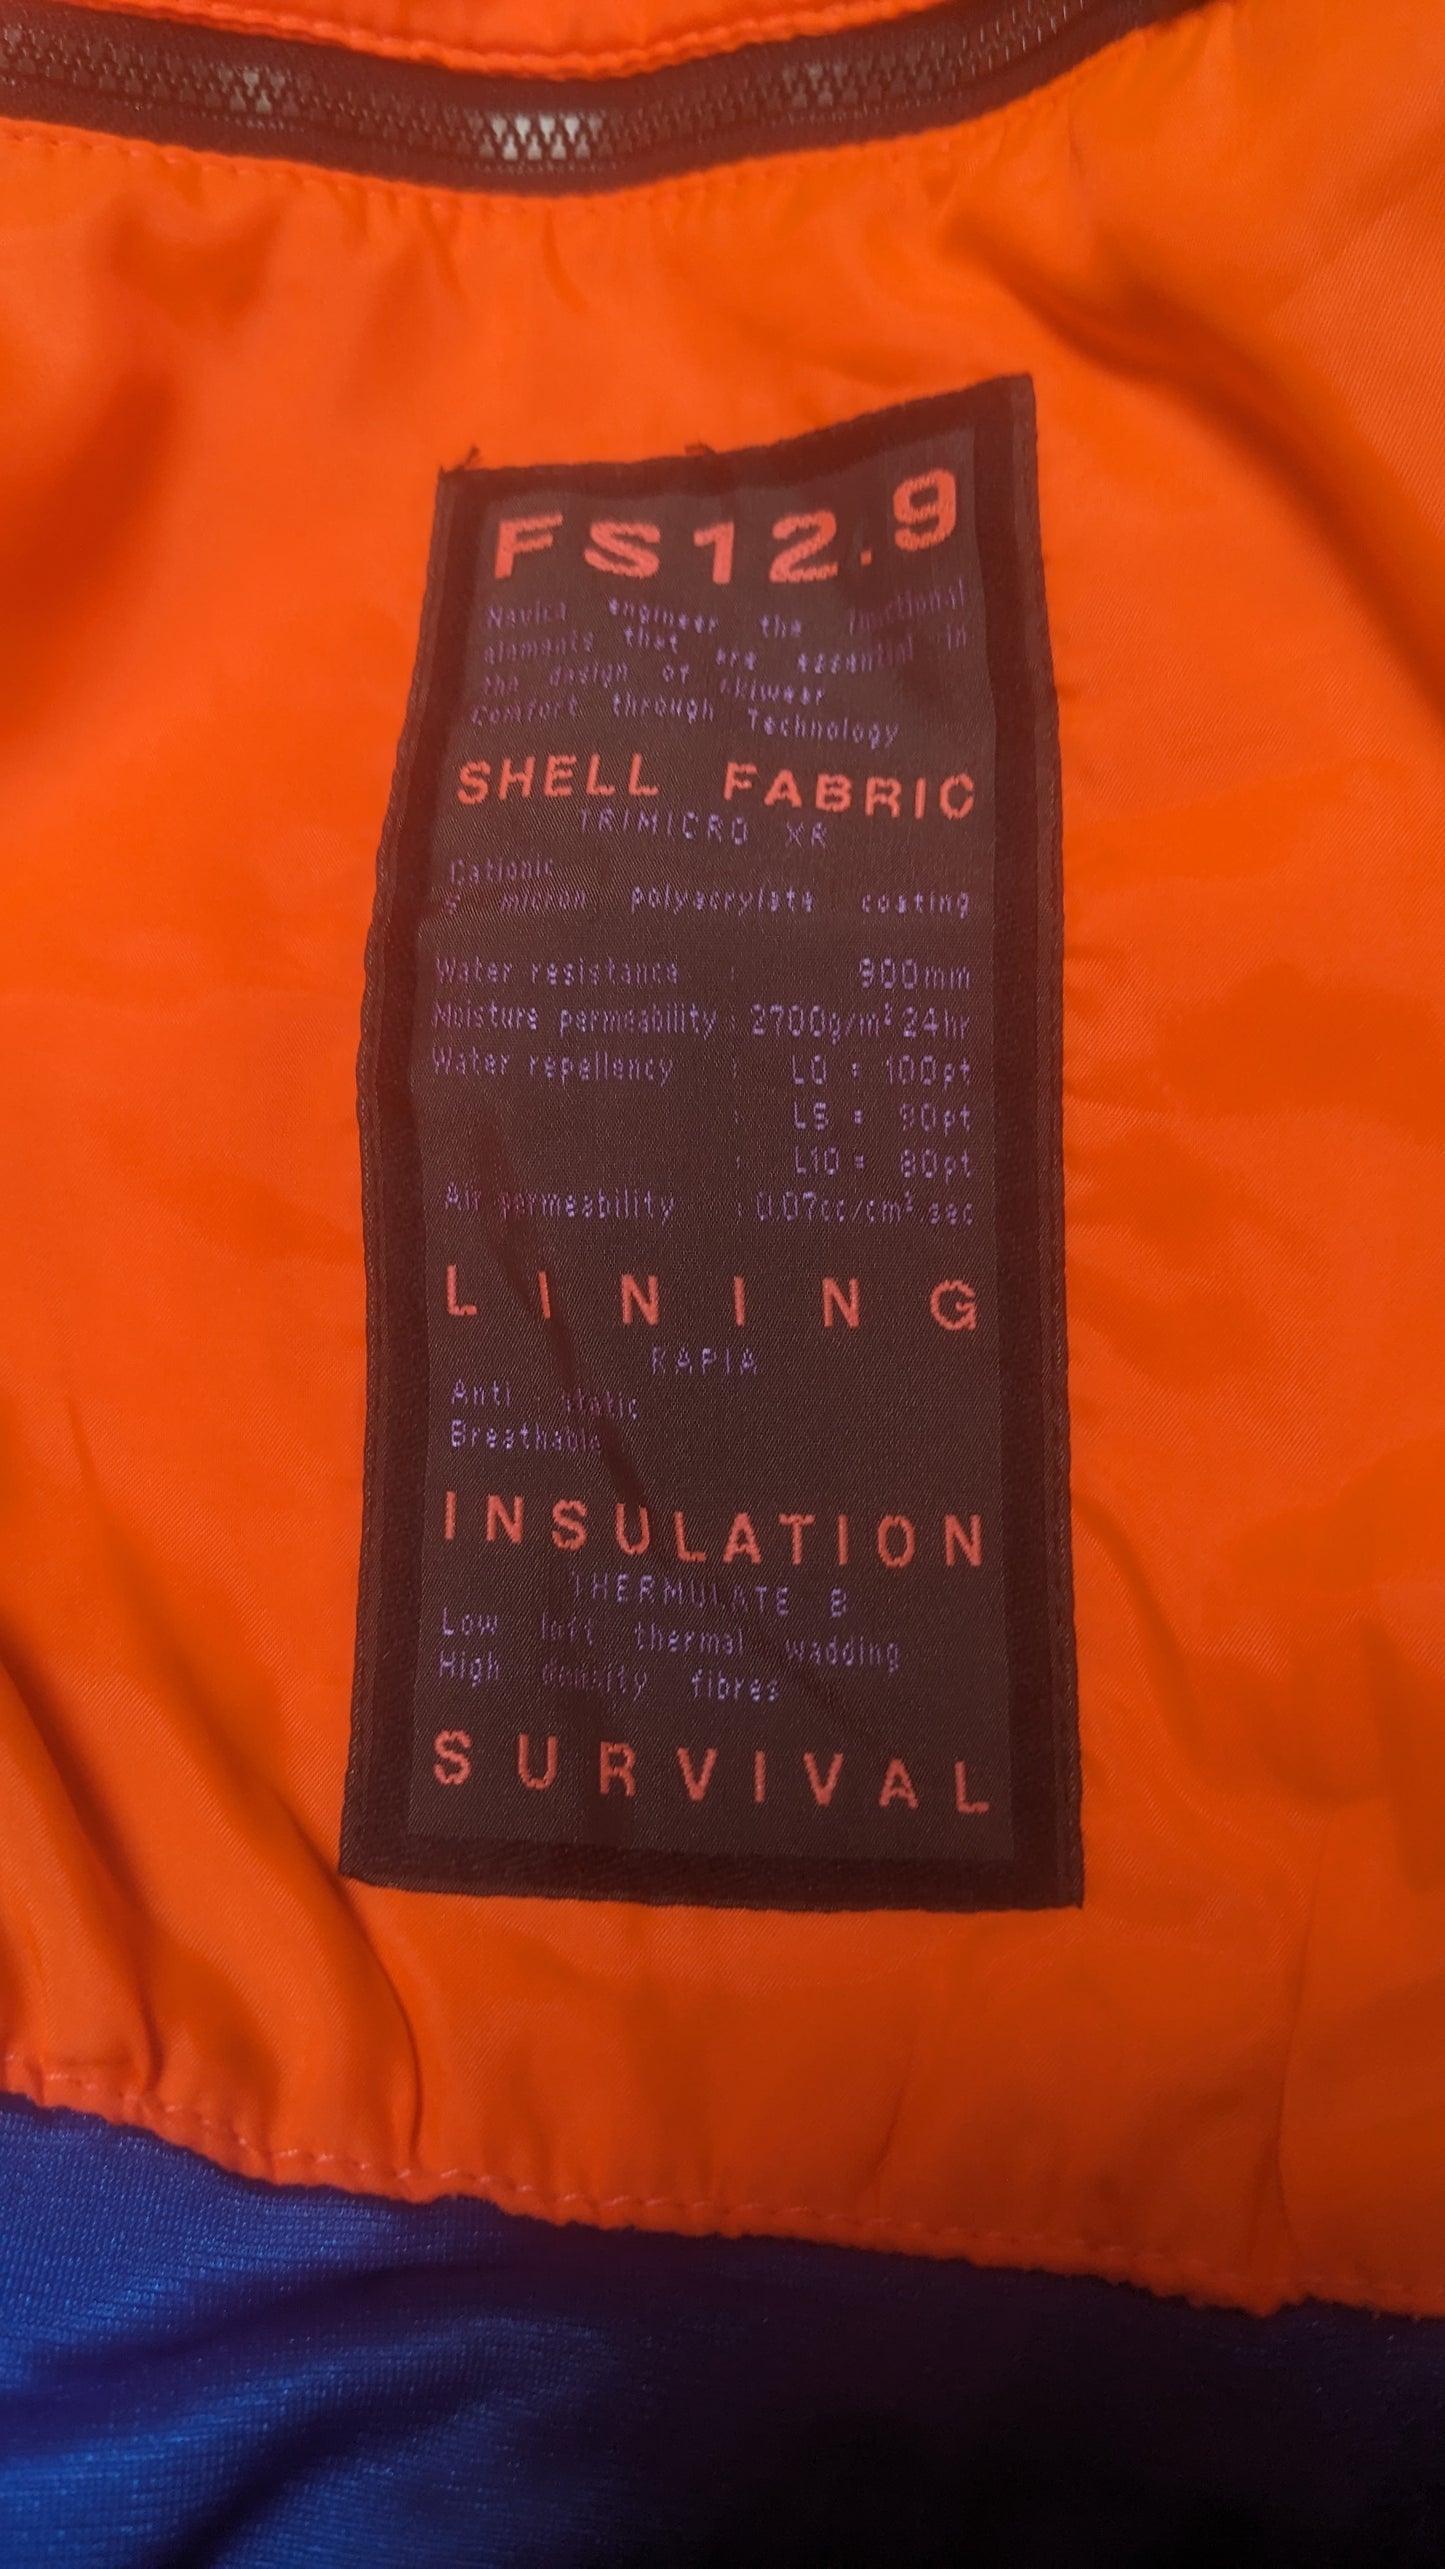 FS12.9
Nevica engineer the functional
elements that are essential in
the design of skiwear
Comfort through Technology
SHELL FABRIC
TRIMICRO XR
Cationic
5 micron polyacrylate coating
Water resistance : 900mm
Moisture permeability : 2700g/m² 24hr
Water repellency : L0 = 100pt
: L5 = 90pt
: L10 = 80pt
Air permeability : 0.07cc/cm².sec
LINING
KAPIA
Anti static
Breathable
INSULATION
THERMULATE B
Low loft thermal wadding
High density fibres
SURVIVAL